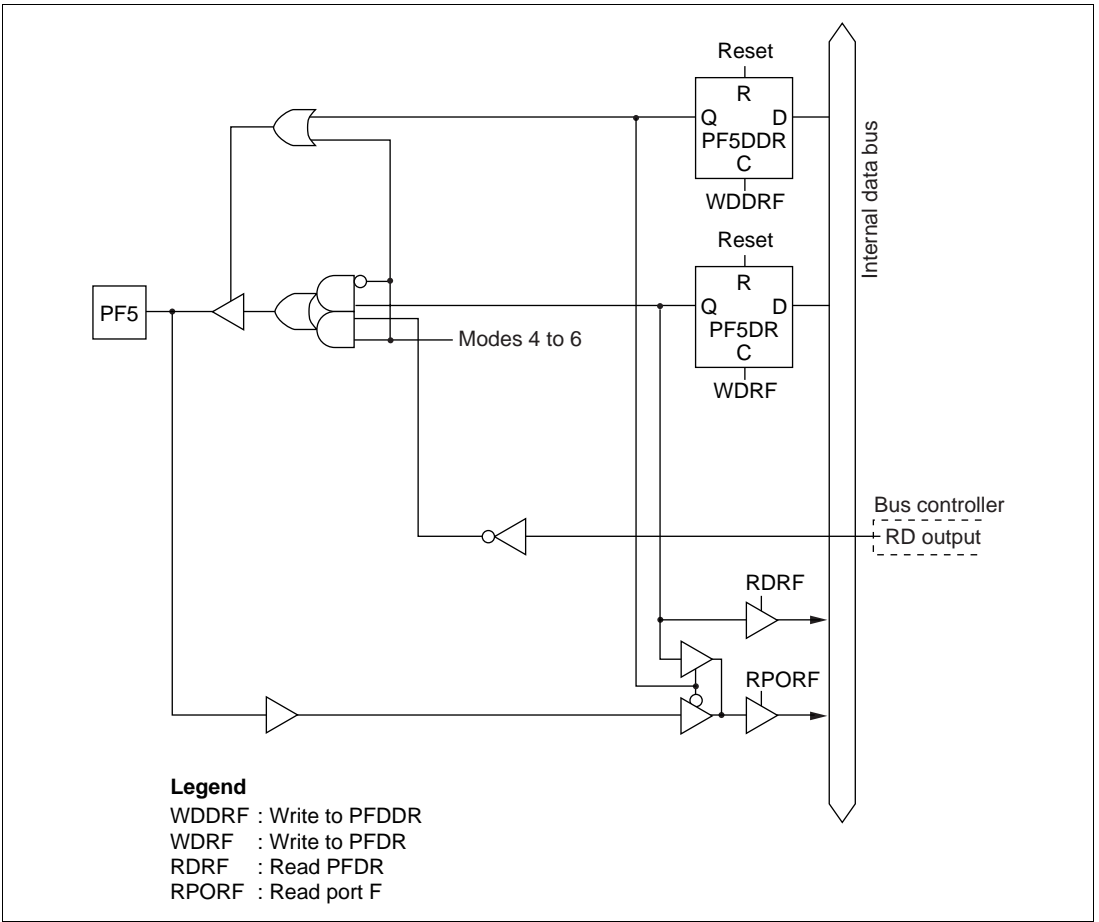 Reset
R
Q D
PF5DDR
C
WDDRF
Internal data bus
Reset
R
Q D
PF5DR
C
WDRF
PF5
Modes 4 to 6
Bus controller
RD output
RDRF
RPORF
Legend
WDDRF : Write to PFDDR
WDRF : Write to PFDR
RDRF : Read PFDR
RPORF : Read port F